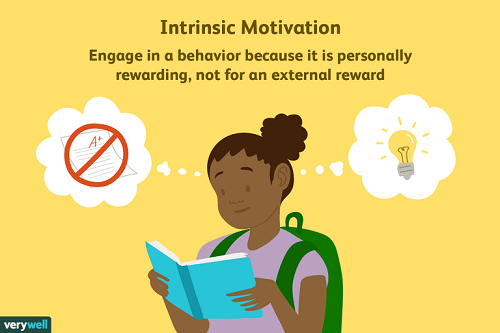 Intrinsic Motivation
Engage in a behavior because it is personally
rewarding, not for an external reward
A+
verywell